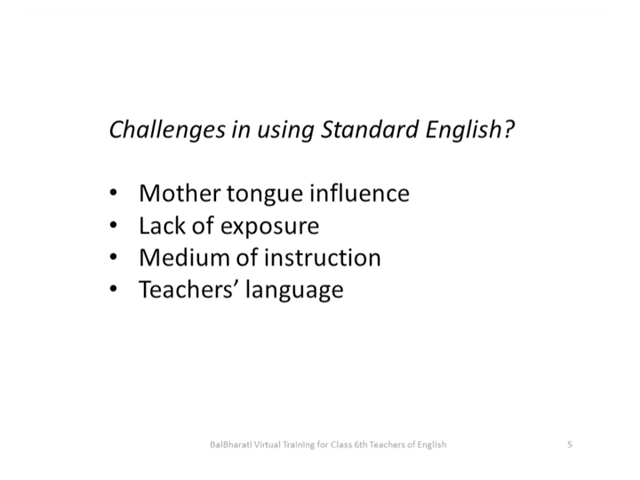 Challenges in using Standard English?
• Mother tongue influence
• Lack of exposure
• Medium of instruction
• Teachers’ language
BalBharati Virtual Training for Class 6th Teachers of English
5